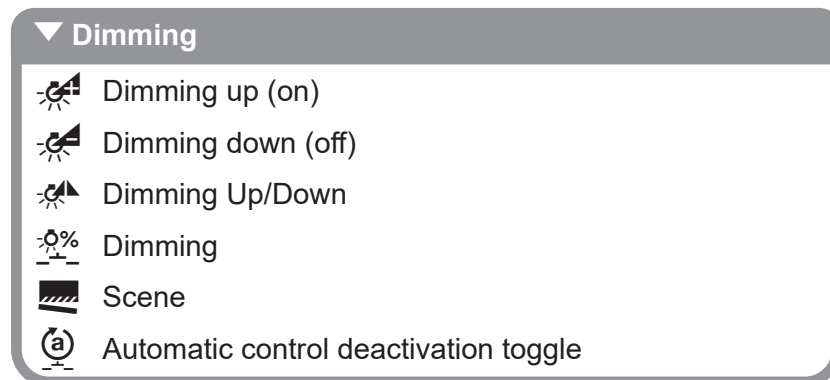 Dimming
Dimming up (on)
Dimming down (off)
Dimming Up/Down
% Dimming
Scene
a Automatic control deactivation toggle